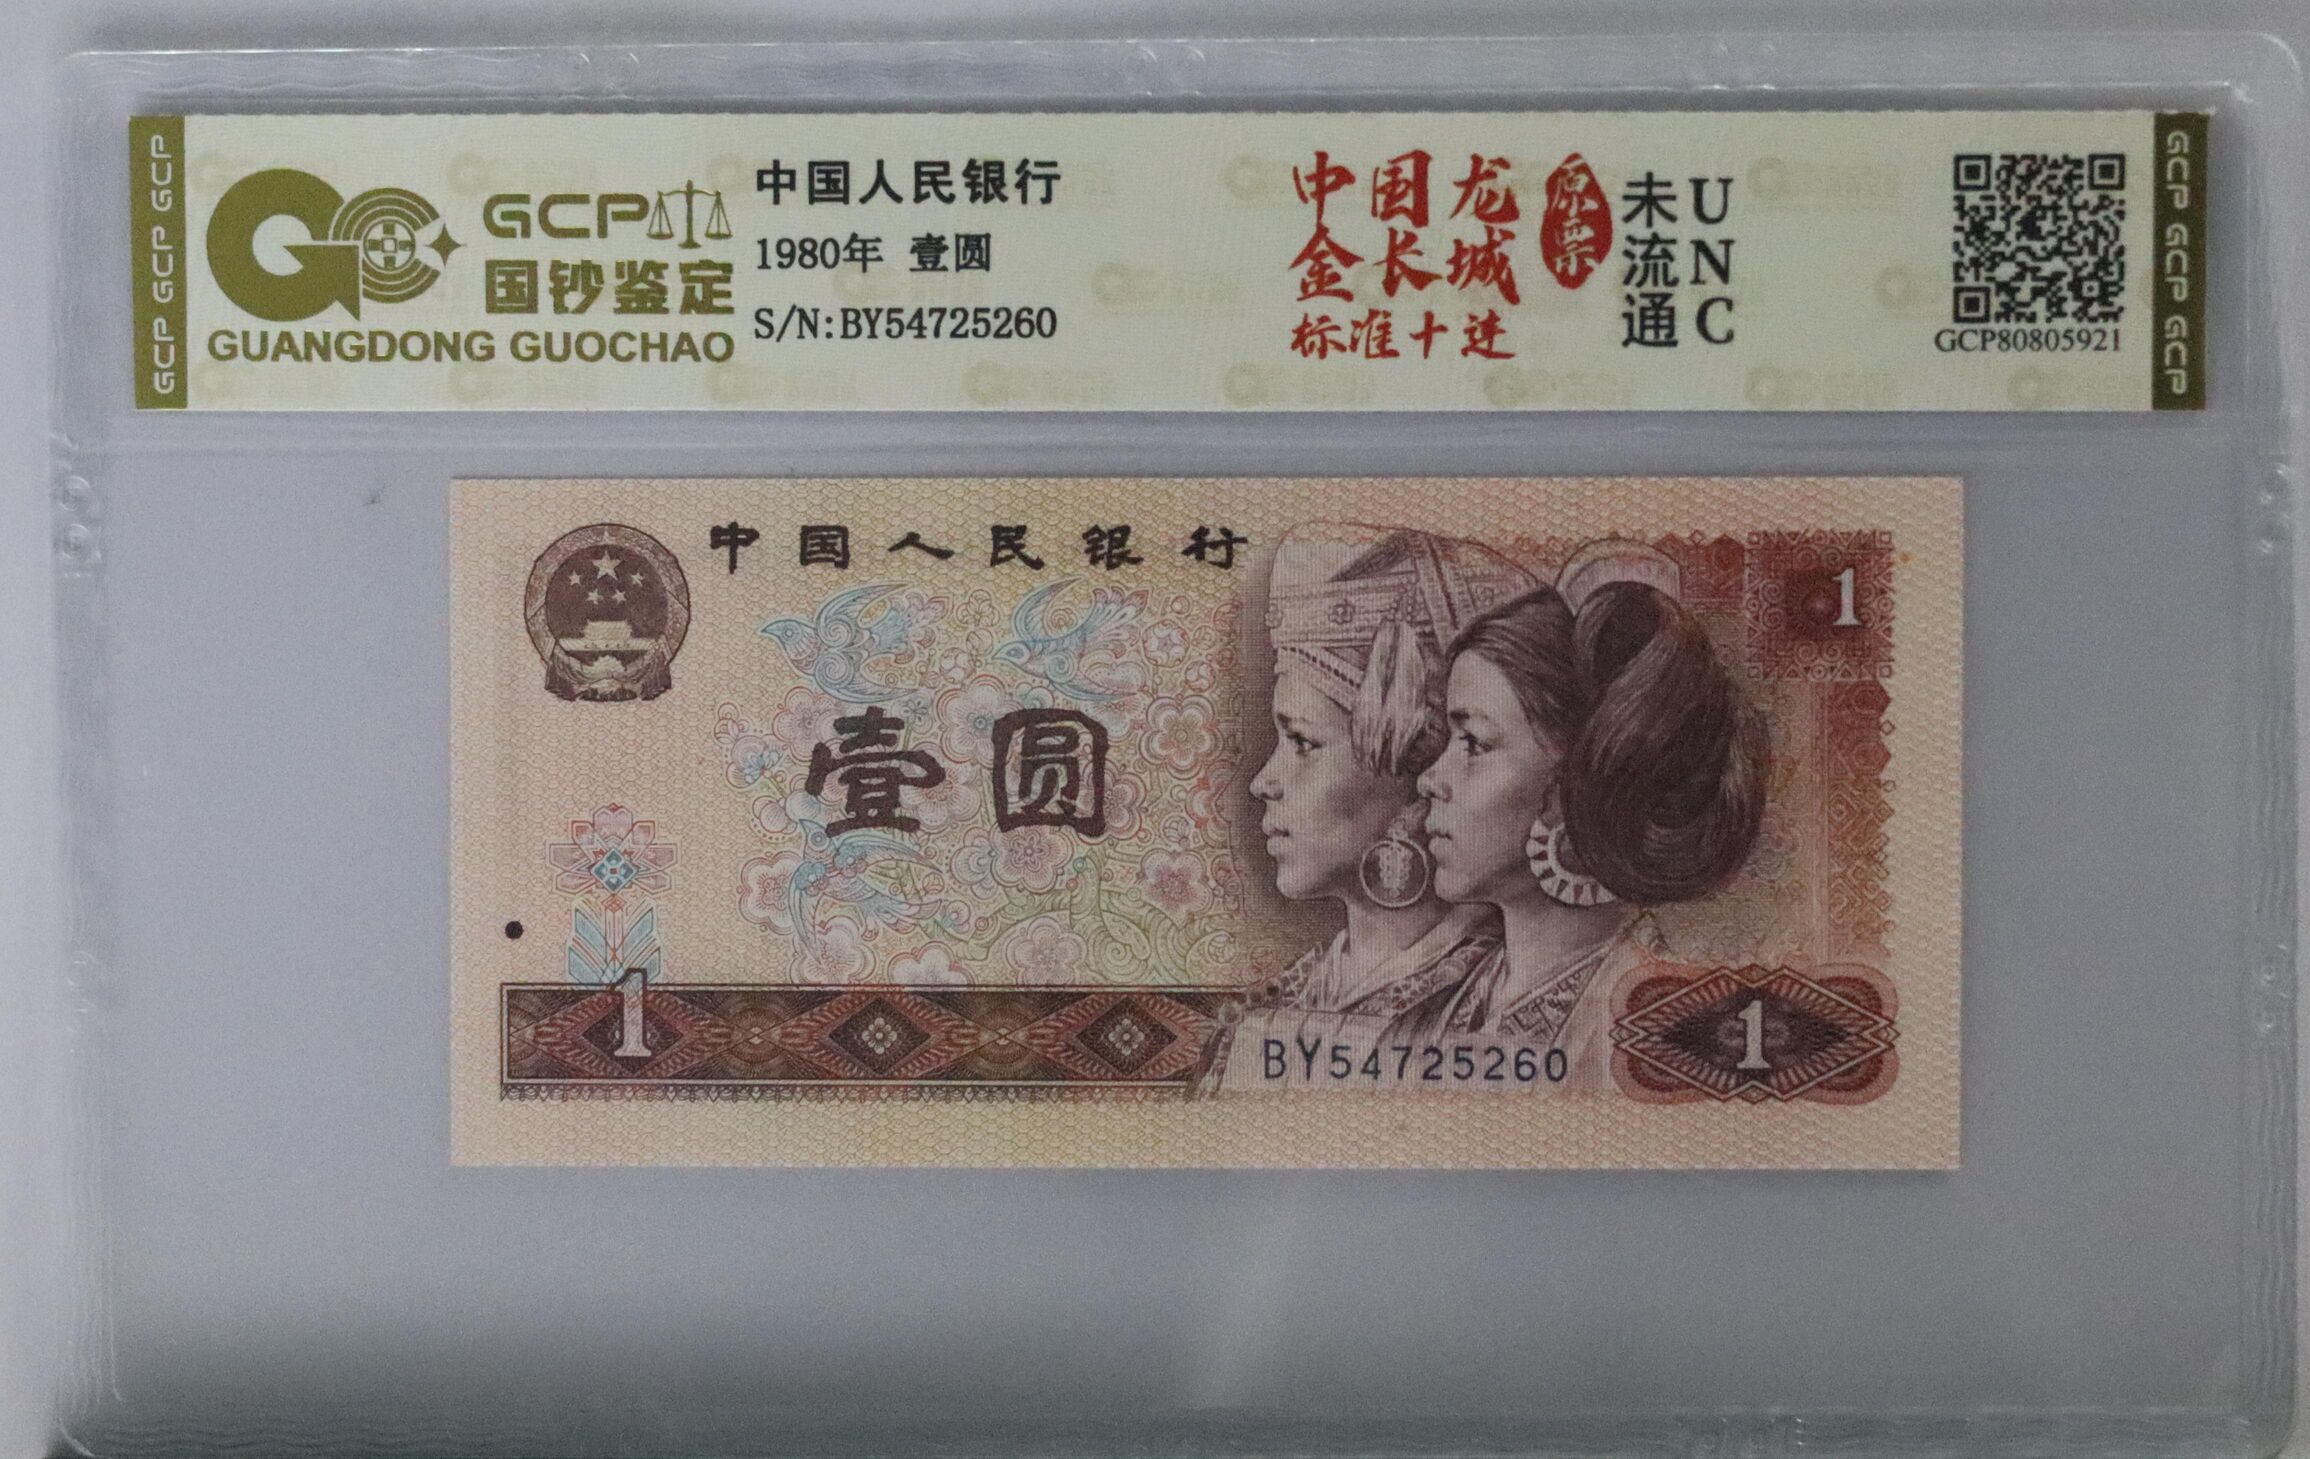 GCP GCP GCP
GCP
国钞鉴定
GUANGDONG GUOCHAO
中国人民银行
1980年 壹圆
S/N:BY54725260
中国龙
金长城
标准十连
原票
未流通
UNC
GCP80805921
GCP GCP GCP
中国人民银行
1
壹圆
1
BY54725260
1